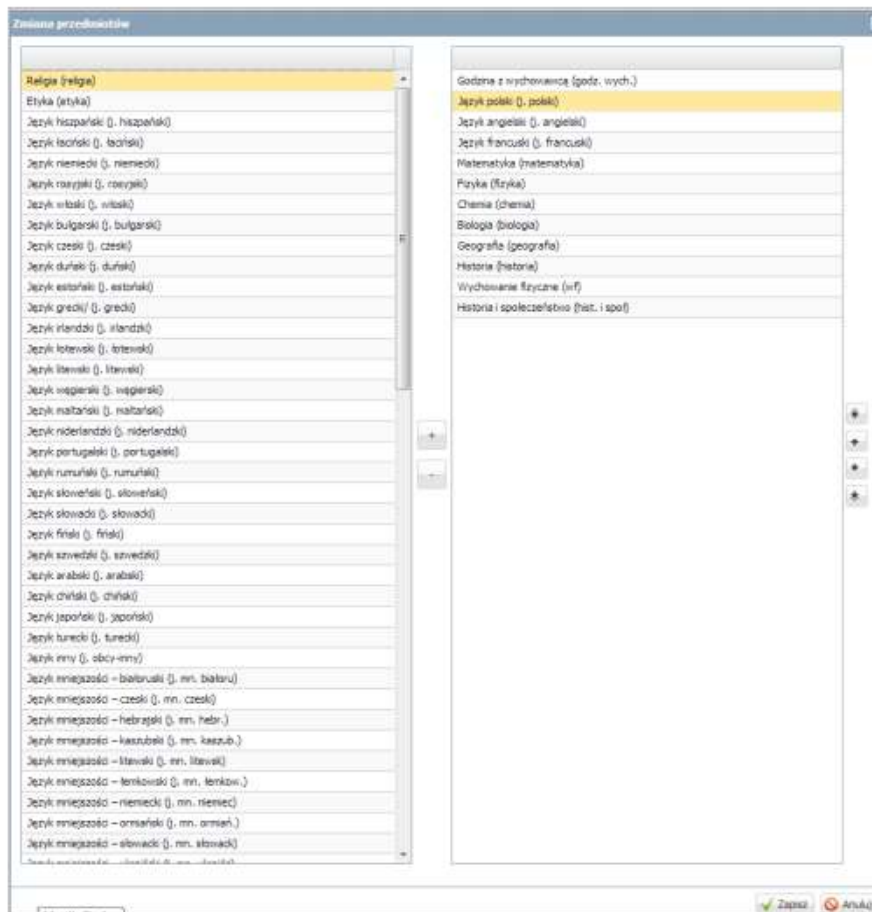 Zmiana przedmiotów
Religia (religia)
Etyka (etyka)
Język hiszpański (j. hiszpański)
Język łaciński (j. łaciński)
Język niemiecki (j. niemiecki)
Język rosyjski (j. rosyjski)
Język włoski (j. włoski)
Język bułgarski (j. bułgarski)
Język czeski (j. czeski)
Język duński (j. duński)
Język estoński (j. estoński)
Język grecki/ (j. grecki)
Język irlandzki (j. irlandzki)
Język łotewski (j. łotewski)
Język litewski (j. litewski)
Język węgierski (j. węgierski)
Język maltański (j. maltański)
Język niderlandzki (j. niderlandzki)
Język portugalski (j. portugalski)
Język rumuński (j. rumuński)
Język słoweński (j. słoweński)
Język słowacki (j. słowacki)
Język fiński (j. fiński)
Język szwedzki (j. szwedzki)
Język arabski (j. arabski)
Język chiński (j. chiński)
Język japoński (j. japoński)
Język turecki (j. turecki)
Język inny (j. obcy-inny)
Język mniejszości – białoruski (j. mn. białoru)
Język mniejszości – czeski (j. mn. czeski)
Język mniejszości – hebrajski (j. mn. hebr.)
Język mniejszości – kaszubski (j. mn. kaszub.)
Język mniejszości – litewski (j. mn. litewsk)
Język mniejszości – łemkowski (j. mn. łemkow.)
Język mniejszości – niemiecki (j. mn. niemiec)
Język mniejszości – ormiański (j. mn. ormiań.)
Język mniejszości – słowacki (j. mn. słowacki)
+
-
Godzina z wychowawcą (godz. wych.)
Język polski (j. polski)
Język angielski (j. angielski)
Język francuski (j. francuski)
Matematyka (matematyka)
Fizyka (fizyka)
Chemia (chemia)
Biologia (biologia)
Geografia (geografia)
Historia (historia)
Wychowanie fizyczne (wf)
Historia i społeczeństwo (hist. i społ)
Zapisz
Anuluj